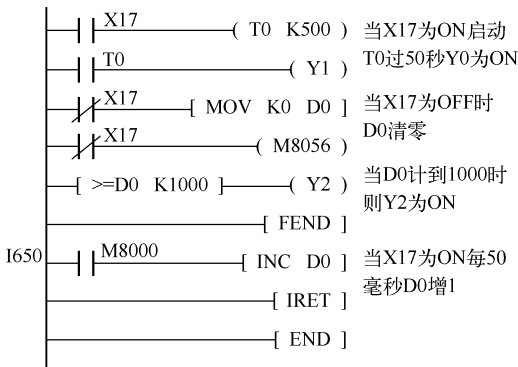 X17 ( T0 K500 ) 当X17为ON启动
T0 ( Y1 ) T0过50秒Y0为ON
X17 [ MOV K0 D0 ] 当X17为OFF时
D0清零
X17 ( M8056 )
[ >=D0 K1000 ] ( Y2 ) 当D0计到1000时
则Y2为ON
[ FEND ]
I650 M8000 [ INC D0 ] 当X17为ON每50
毫秒D0增1
[ IRET ]
[ END ]